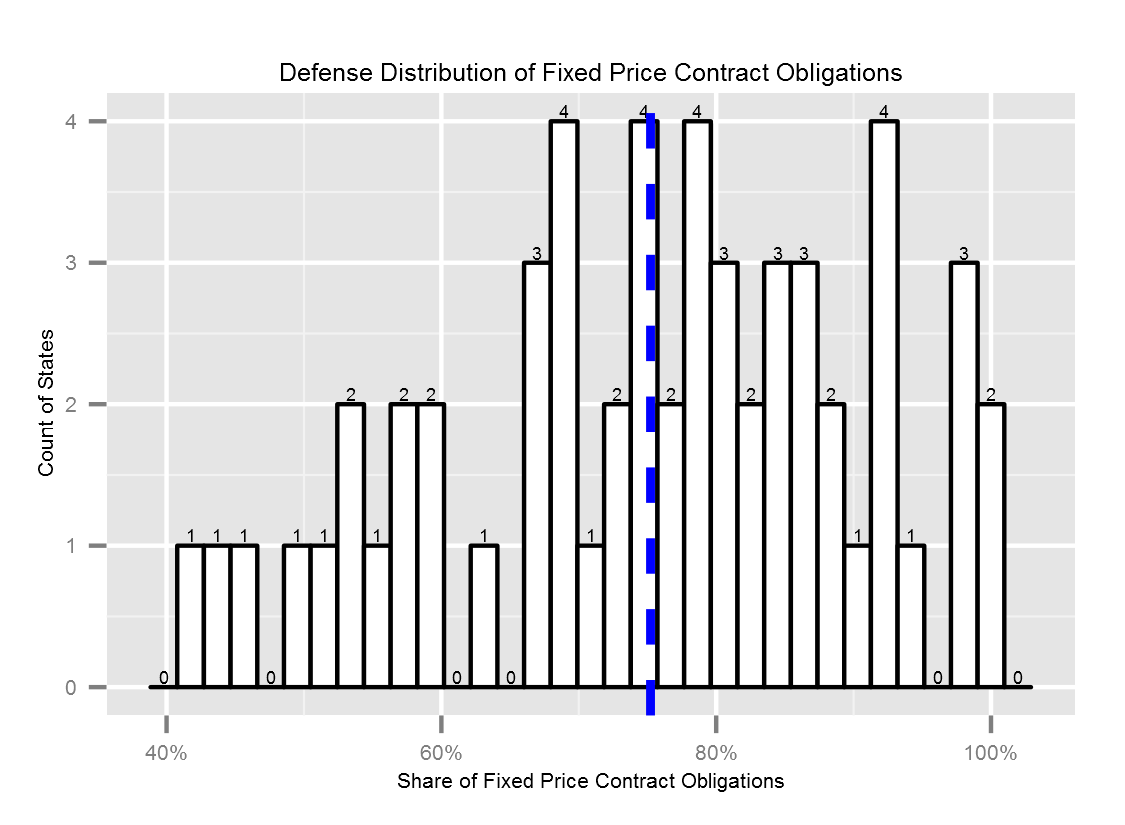 Defense Distribution of Fixed Price Contract Obligations
4 4 4 4
4
3 3 3 3 3
3
2 2 2 2 2 2 2 2
2
1 1 1 1 1 1 1 1 1 1
1
0 0 0 0 0 0
0
40% 60% 80% 100%
Count of States
Share of Fixed Price Contract Obligations